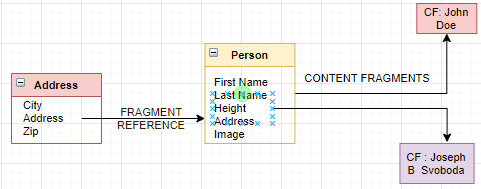 CF: John
Doe
Person
First Name
Last Name
Height
Address
Image
CONTENT FRAGMENTS
Address
City
Address
Zip
FRAGMENT
REFERENCE
CF : Joseph
B Svoboda